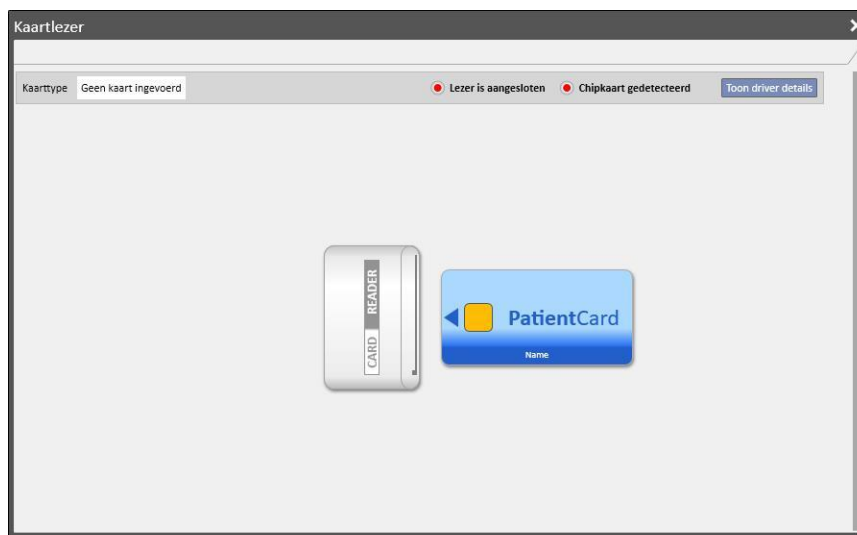 Kaartlezer
Kaarttype Geen kaart ingevoerd Lezer is aangesloten Chipkaart gedetecteerd Toon driver details
CARD READER
PatientCard
Name